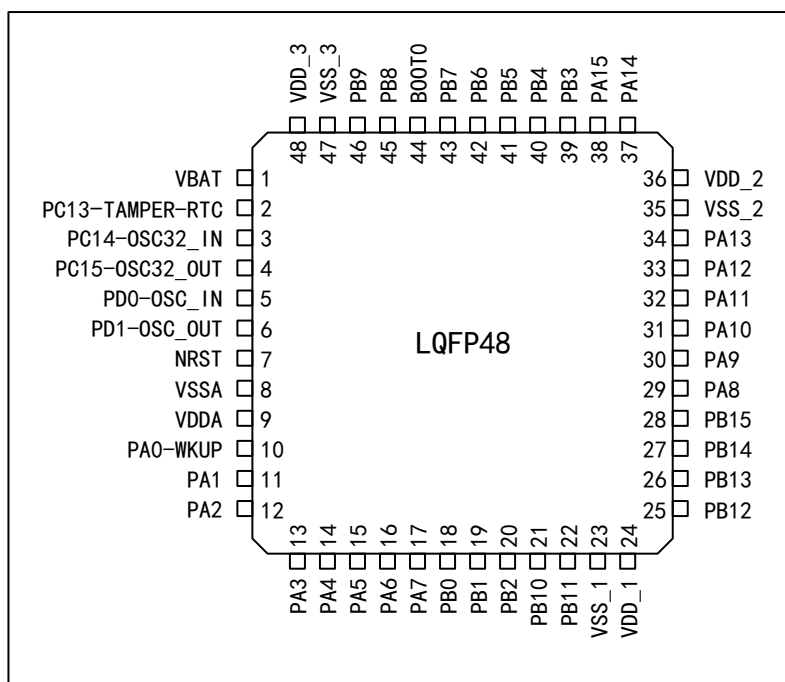 VDD_3 VSS_3 PB9 PB8 BOOT0 PB7 PB6 PB5 PB4 PB3 PA15 PA14
48 47 46 45 44 43 42 41 40 39 38 37
VBAT 1 36 VDD_2
PC13-TAMPER-RTC 2 35 VSS_2
PC14-OSC32_IN 3 34 PA13
PC15-OSC32_OUT 4 33 PA12
PD0-OSC_IN 5 32 PA11
PD1-OSC_OUT 6 31 PA10
LQFP48
NRST 7 30 PA9
VSSA 8 29 PA8
VDDA 9 28 PB15
PA0-WKUP 10 27 PB14
PA1 11 26 PB13
PA2 12 25 PB12
13 14 15 16 17 18 19 20 21 22 23 24
PA3 PA4 PA5 PA6 PA7 PB0 PB1 PB2 PB10 PB11 VSS_1 VDD_1